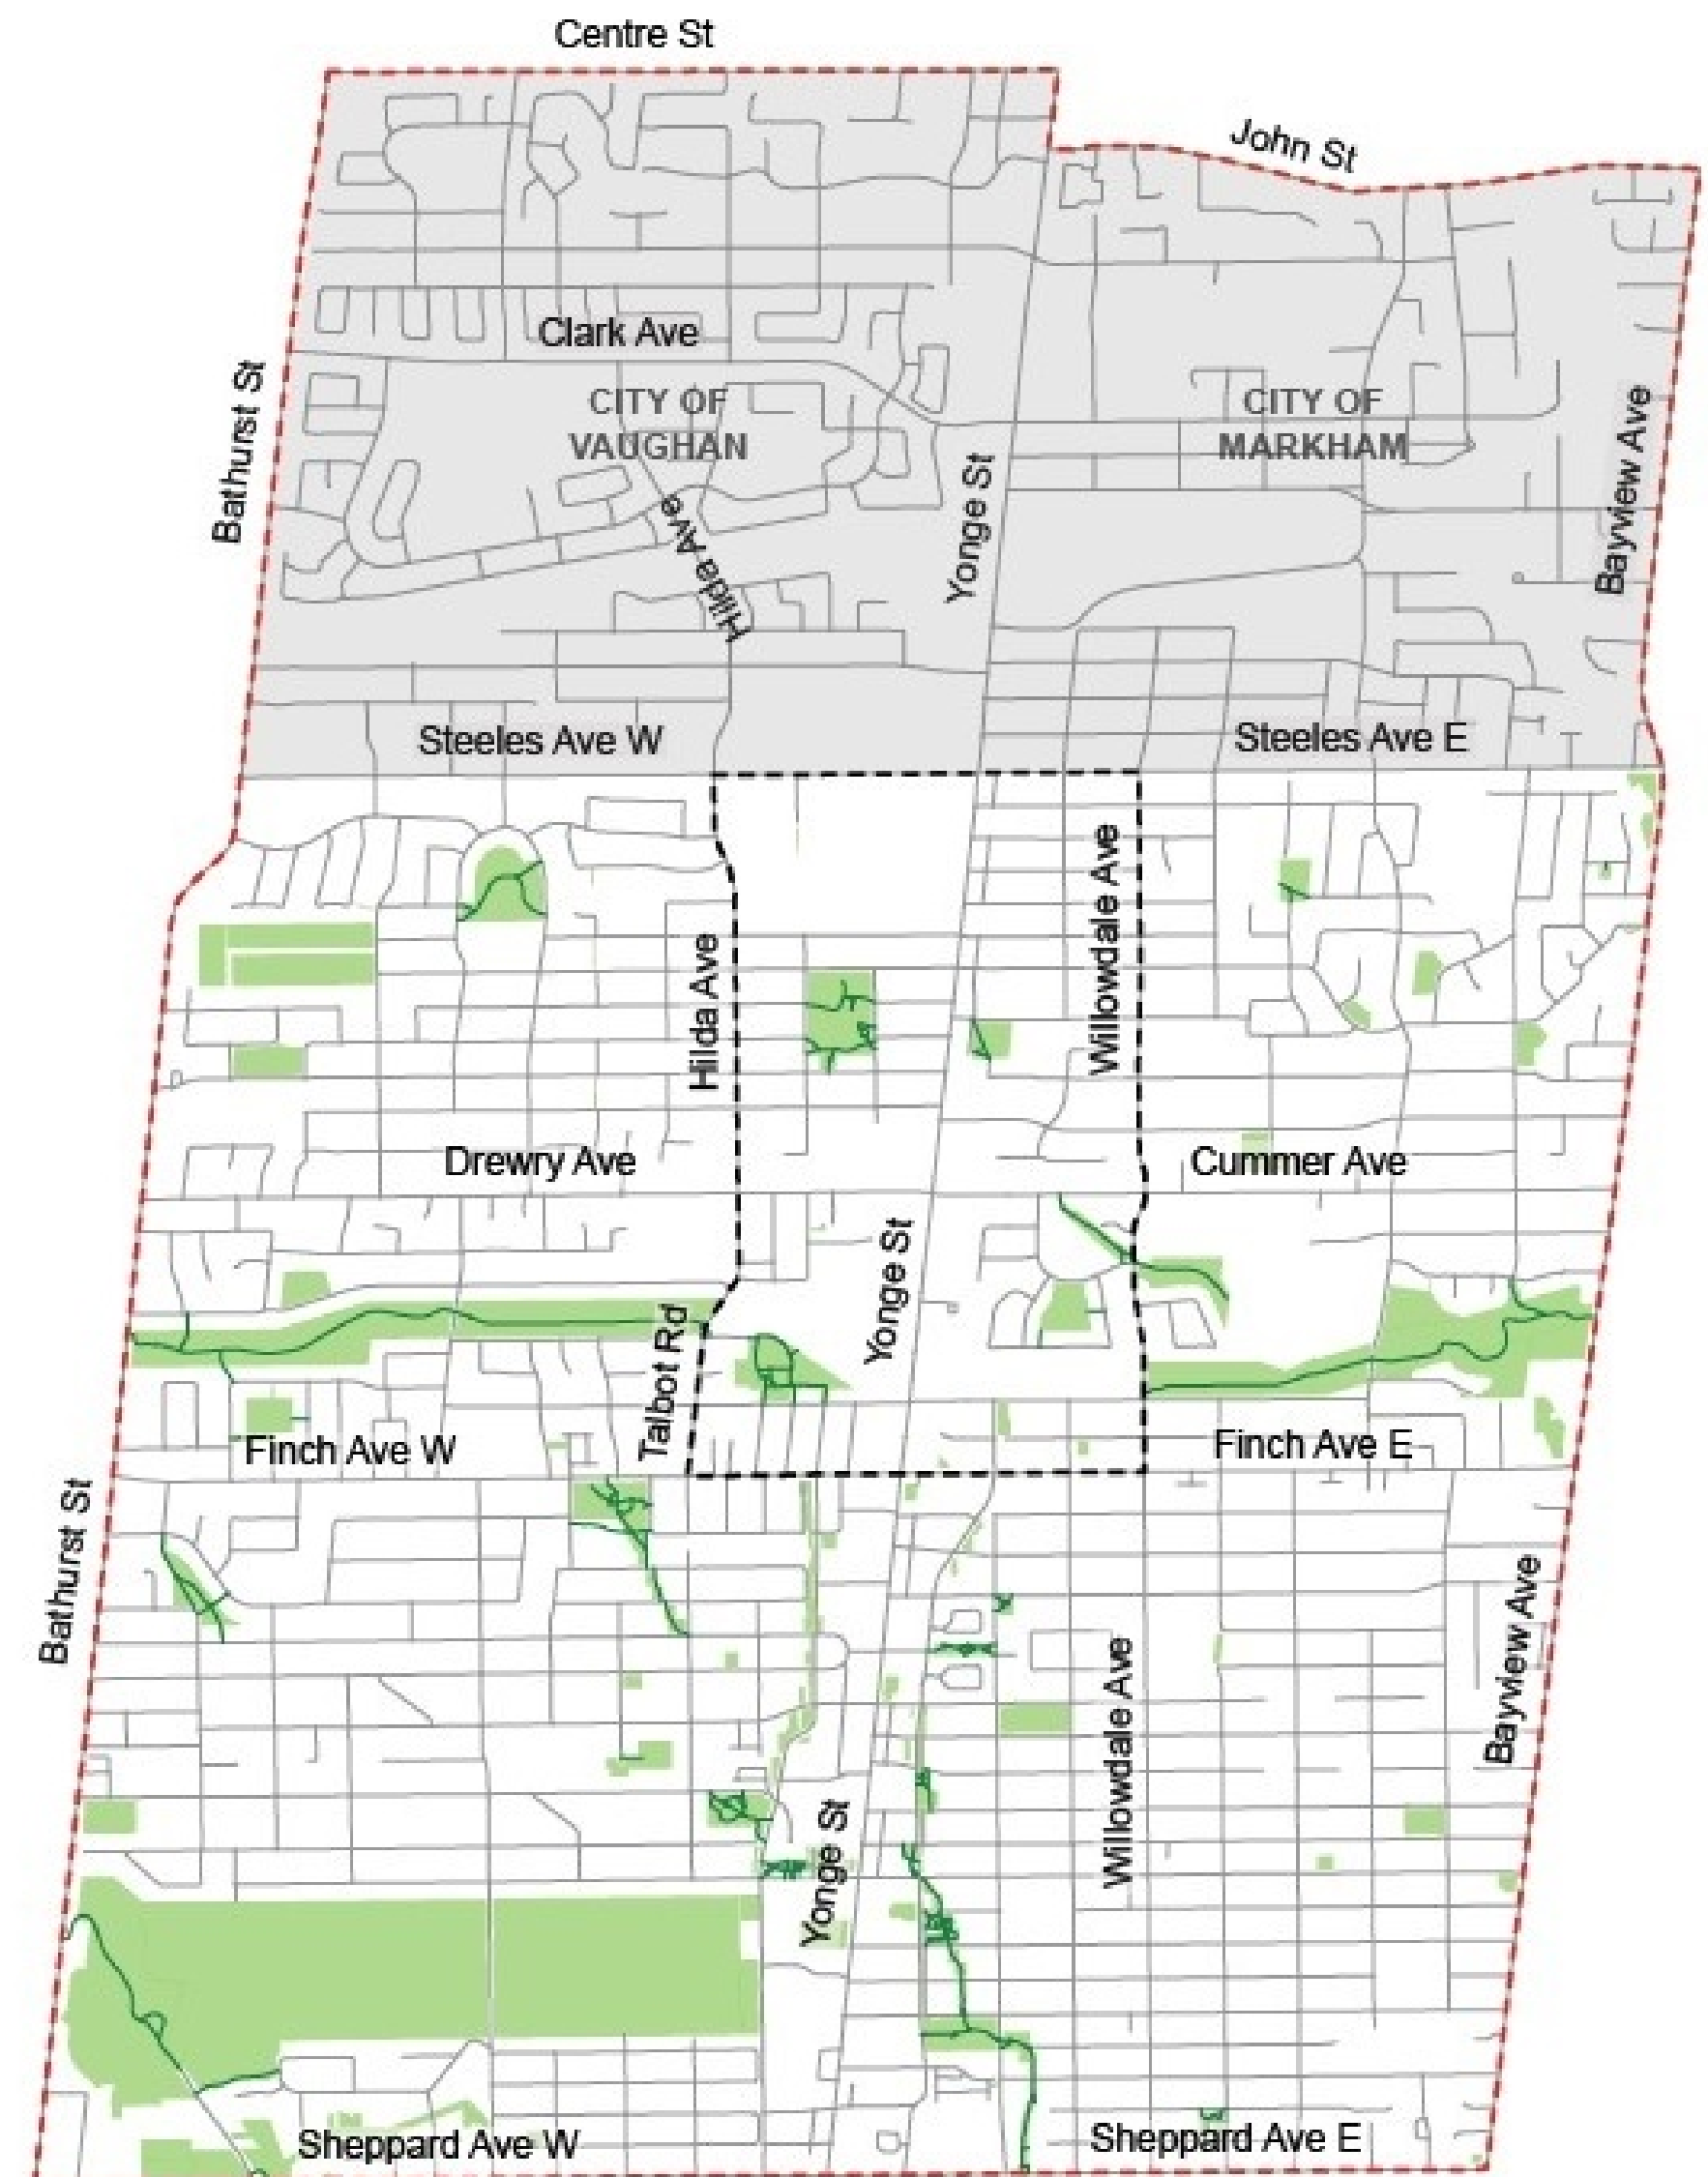 Centre St
John St
Clark Ave
CITY OF
VAUGHAN
CITY OF
MARKHAM
Bathurst St
Bayview Ave
Yonge St
Hilda Ave
Steeles Ave W
Steeles Ave E
Willowdale Ave
Hilda Ave
Drewry Ave
Cummer Ave
Yonge St
Talbot Rd
Finch Ave W
Finch Ave E
Bathurst St
Bayview Ave
Willowdale Ave
Yonge St
Sheppard Ave W
Sheppard Ave E